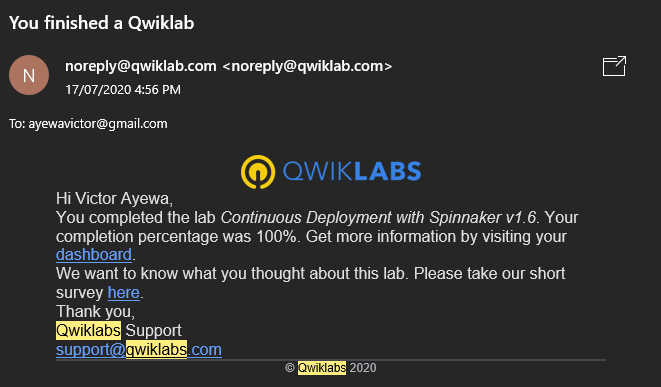 You finished a Qwiklab
N
noreply@qwiklab.com <noreply@qwiklab.com>
17/07/2020 4:56 PM
To: ayewavictor@gmail.com
QWIKLABS
Hi Victor Ayewa,
You completed the lab Continuous Deployment with Spinnaker v1.6. Your
completion percentage was 100%. Get more information by visiting your
dashboard.
We want to know what you thought about this lab. Please take our short
survey here.
Thank you,
Qwiklabs Support
support@qwiklabs.com
© Qwiklabs 2020